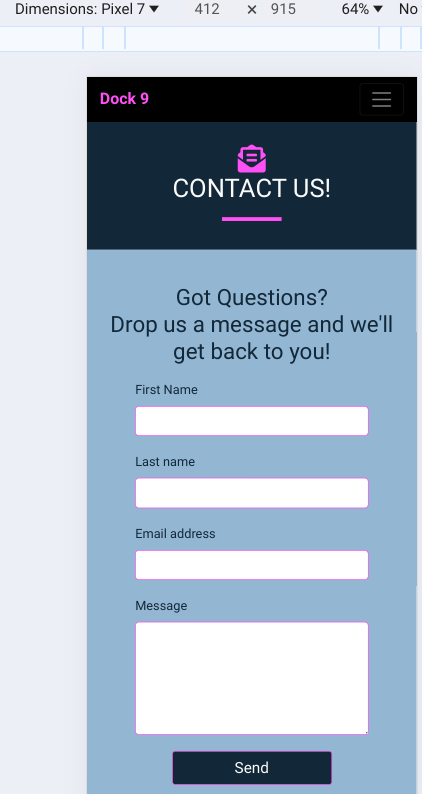 Dimensions: Pixel 7 ▼ 412 × 915 64% ▼ No
Dock 9
CONTACT US!
Got Questions?
Drop us a message and we'll
get back to you!
First Name
Last name
Email address
Message
Send